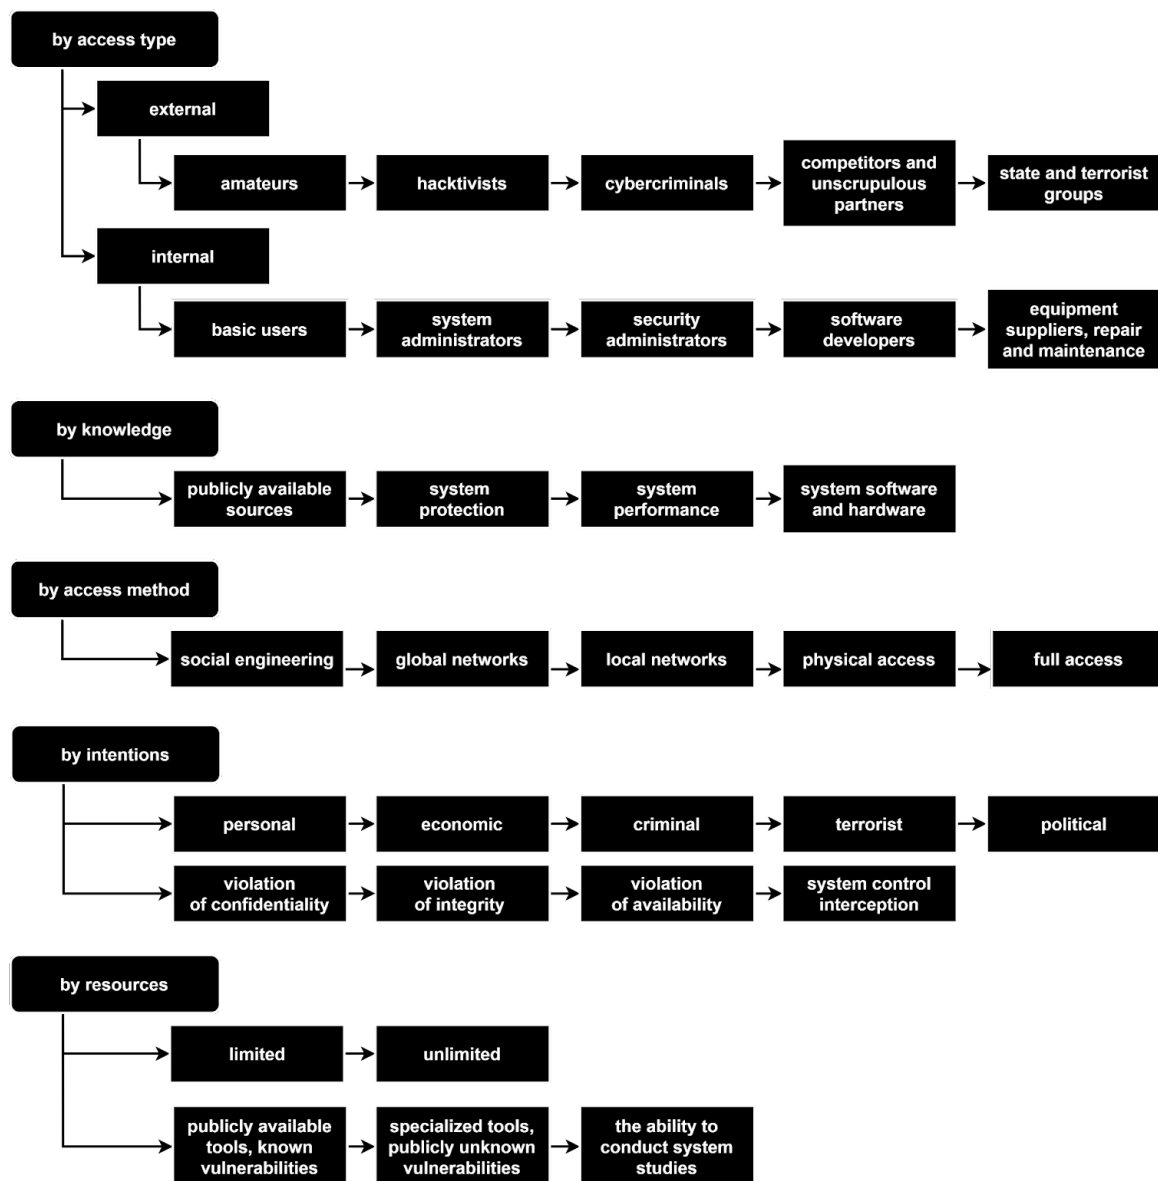 by access type
external
amateurs
hacktivists
cybercriminals
competitors and
unscrupulous
partners
state and terrorist
groups
internal
basic users
system
administrators
security
administrators
software
developers
equipment
suppliers, repair
and maintenance
by knowledge
publicly available
sources
system
protection
system
performance
system software
and hardware
by access method
social engineering
global networks
local networks
physical access
full access
by intentions
personal
economic
criminal
terrorist
political
violation
of confidentiality
violation
of integrity
violation
of availability
system control
interception
by resources
limited
unlimited
publicly available
tools, known
vulnerabilities
specialized tools,
publicly unknown
vulnerabilities
the ability to
conduct system
studies